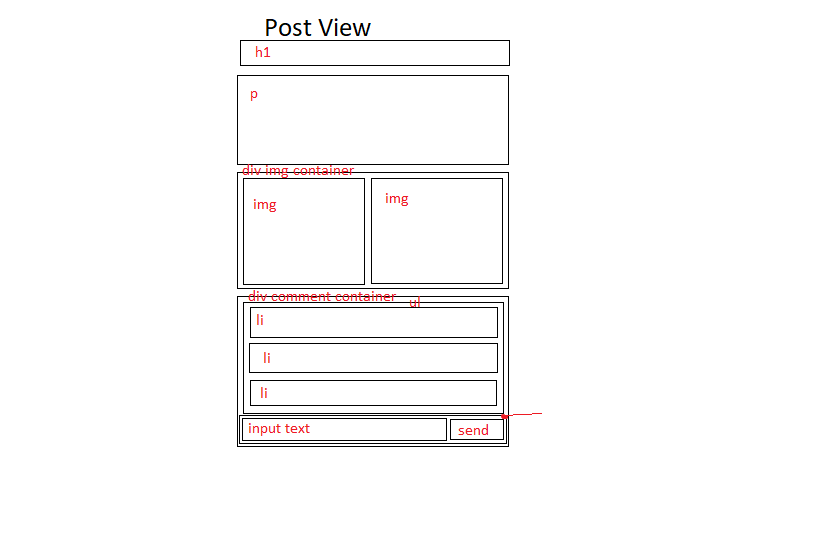 Post View
h1
p
div img container
img
img
div comment container
ul
li
li
li
input text
send